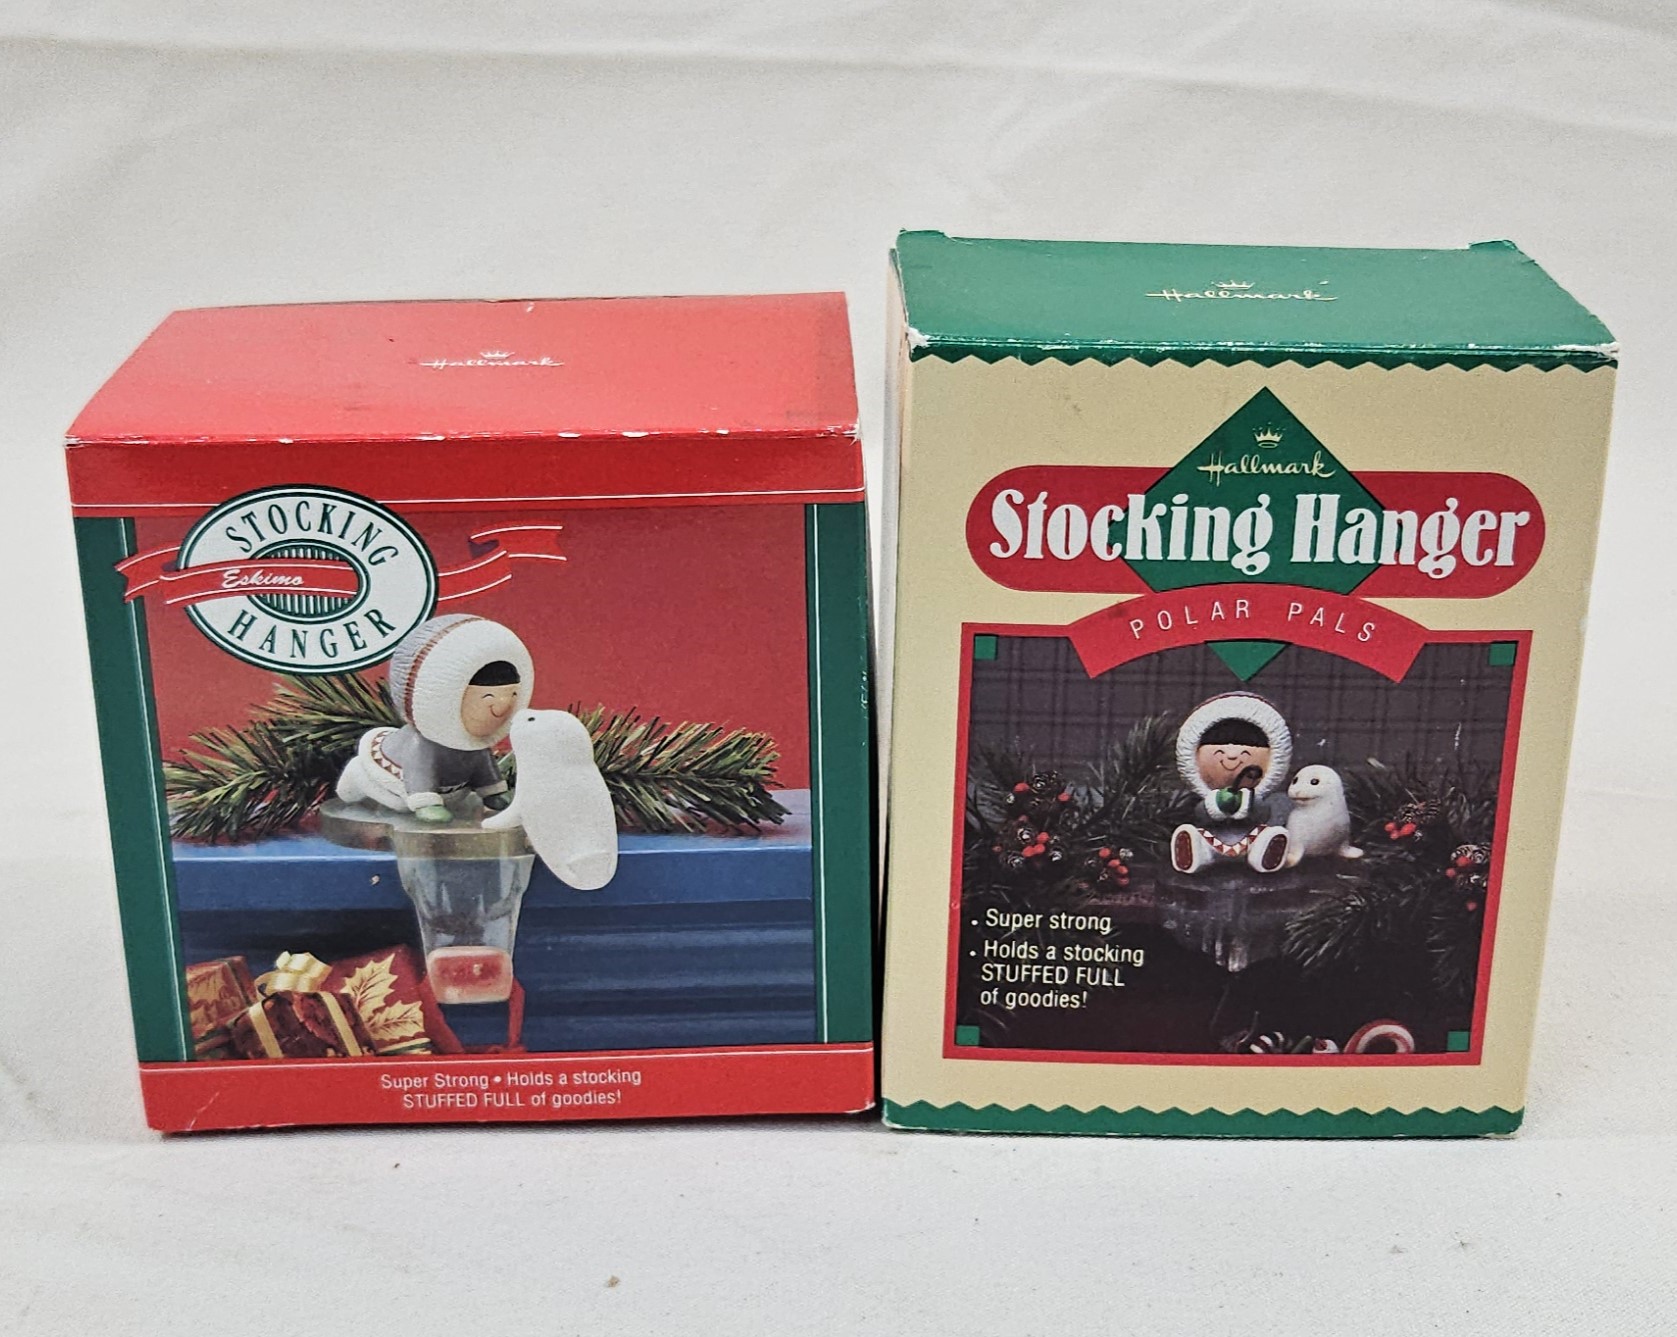 Hallmark
STOCKING
Eskimo
HANGER
Super Strong • Holds a stocking
STUFFED FULL of goodies!
Hallmark
Hallmark
Stocking Hanger
POLAR PALS
• Super strong
• Holds a stocking
STUFFED FULL
of goodies!